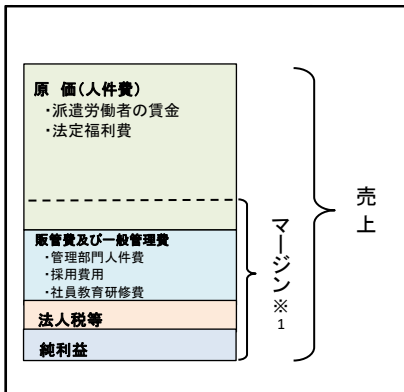 原　価(人件費)
・派遣労働者の賃金
・法定福利費
販管費及び一般管理費
・管理部門人件費
・採用費用
・社員教育研修費
法人税等
純利益
マージン※1
売上